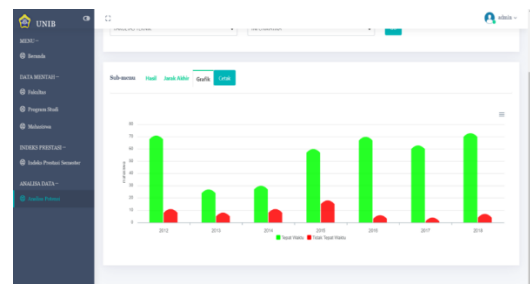 UNIB
admin
MENU
Beranda
DATA MENTAH
Fakultas
Program Studi
Mahasiswa
INDEKS PRESTASI
Indeks Prestasi Semester
ANALISA DATA
Analisa Potensi
Sub-menu: Hasil Jarak Akhir Grafik Cetak
80
70
60
50
40
30
20
10
0
2012 2013 2014 2015 2016 2017 2018
Tepat Waktu Tidak Tepat Waktu